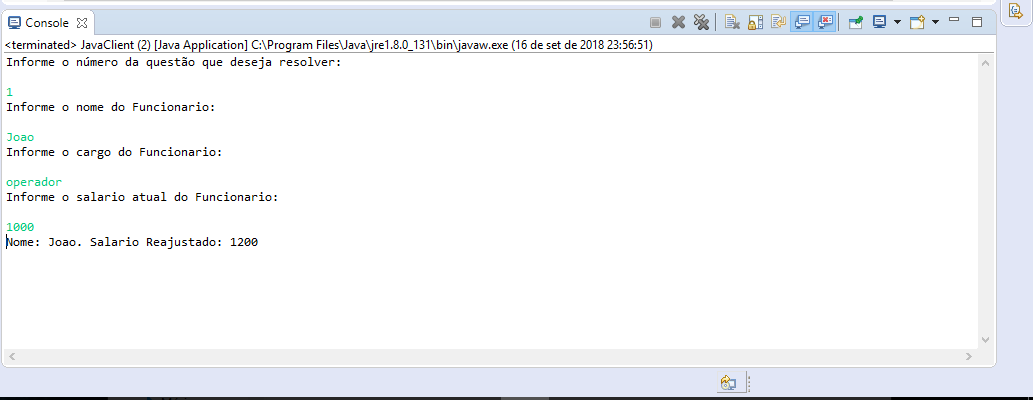 Console
<terminated> JavaClient (2) [Java Application] C:\Program Files\Java\jre1.8.0_131\bin\javaw.exe (16 de set de 2018 23:56:51)
Informe o número da questão que deseja resolver:
1
Informe o nome do Funcionario:
Joao
Informe o cargo do Funcionario:
operador
Informe o salario atual do Funcionario:
1000
Nome: Joao. Salario Reajustado: 1200